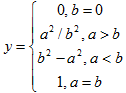 y = { 0, b = 0
a² / b², a > b
b² − a², a < b
1, a = b